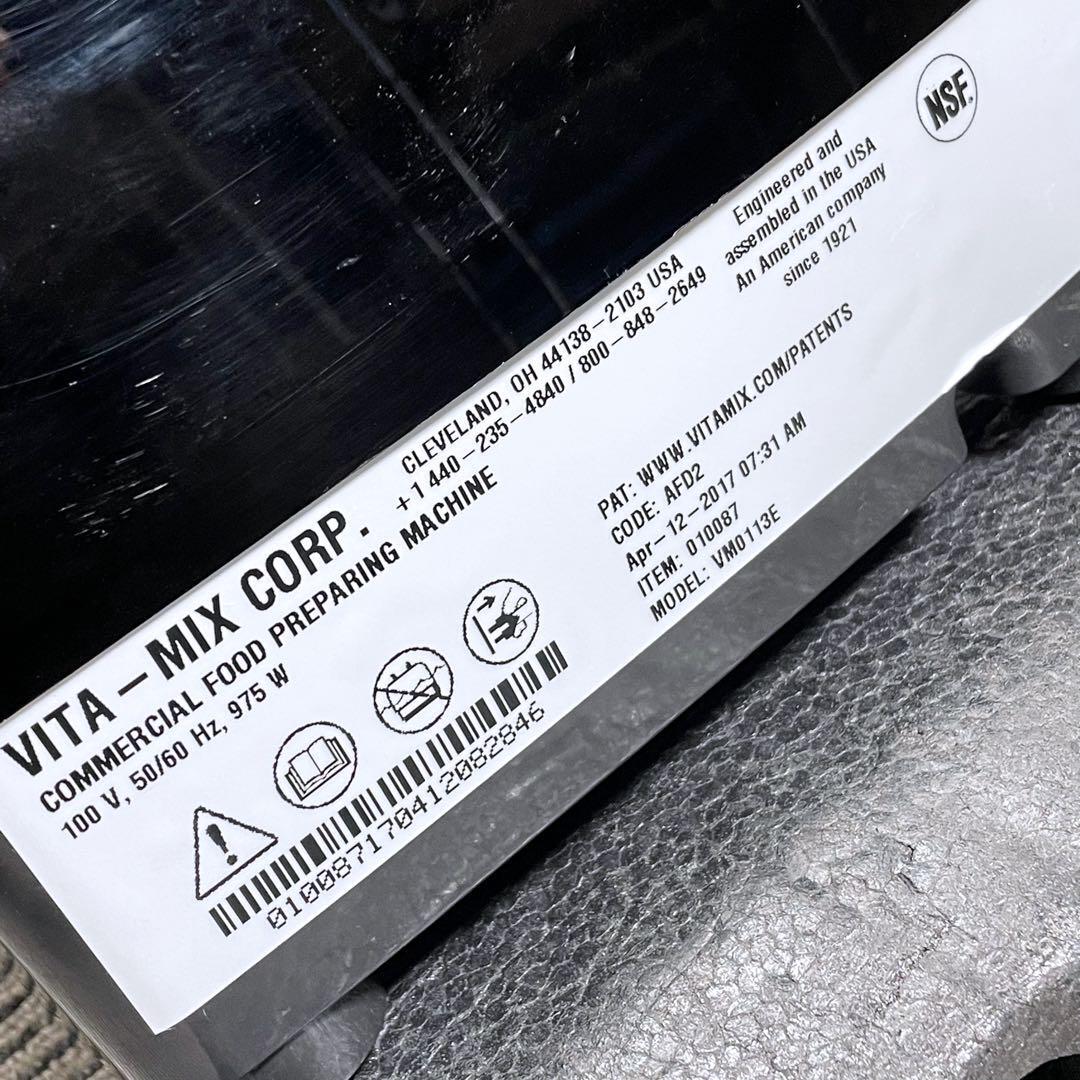 VITA-MIX CORP.
CLEVELAND, OH 44138-2103 USA
+1 440-235-4840 / 800-848-2649
COMMERCIAL FOOD PREPARING MACHINE
100 V, 50/60 Hz, 975 W
010087170412082846
Engineered and
assembled in the USA
An American company
since 1921
NSF.
PAT: WWW.VITAMIX.COM/PATENTS
CODE: AFD2
Apr-12-2017 07:31 AM
ITEM: 010087
MODEL: VM0113E